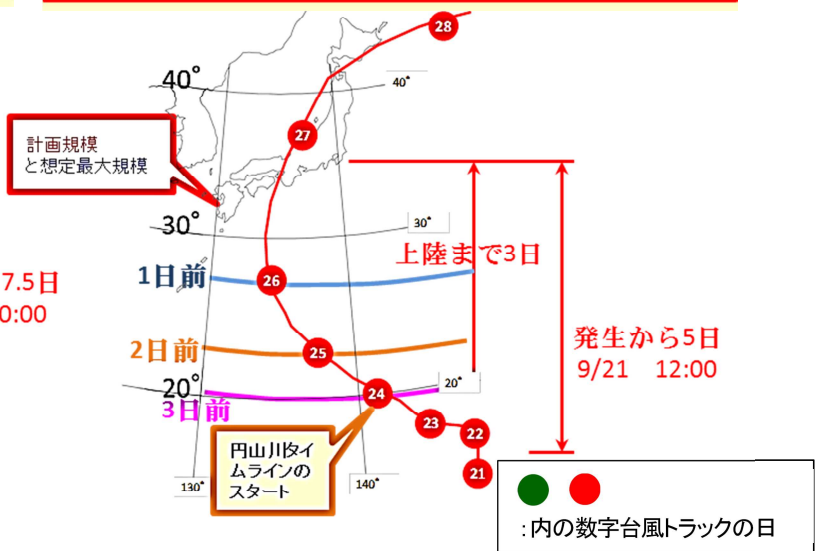 28
40°
40°
27
計画規模
と想定最大規模
30°
30°
上陸まで3日
7.5日
0:00
1日前
26
発生から5日
9/21 12:00
2日前
25
20°
20°
3日前
24
23
22
21
円山川タイ
ムラインの
スタート
130°
140°
:内の数字台風トラックの日